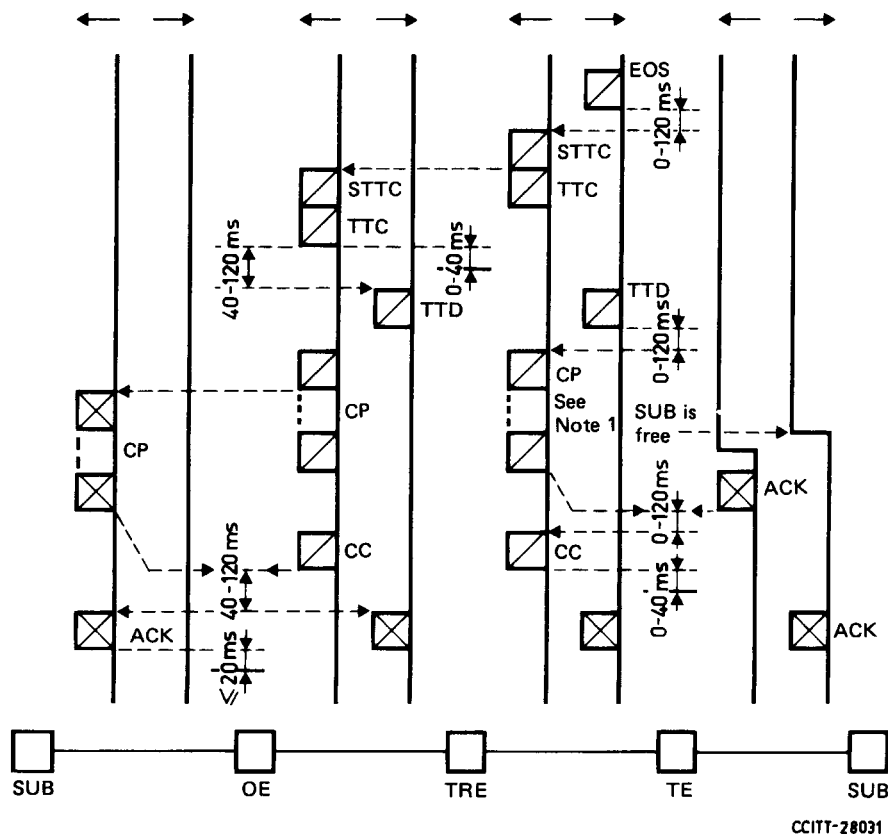 EOS
0-120 ms
STTC
STTC
TTC
TTC
40-120 ms
0-40 ms
TTD
TTD
0-120 ms
CP
See
Note 1
CP
CP
SUB is
free
ACK
0-120 ms
CC
CC
40-120 ms
0-40 ms
ACK
ACK
≤20 ms
SUB
OE
TRE
TE
SUB
CCITT-28031